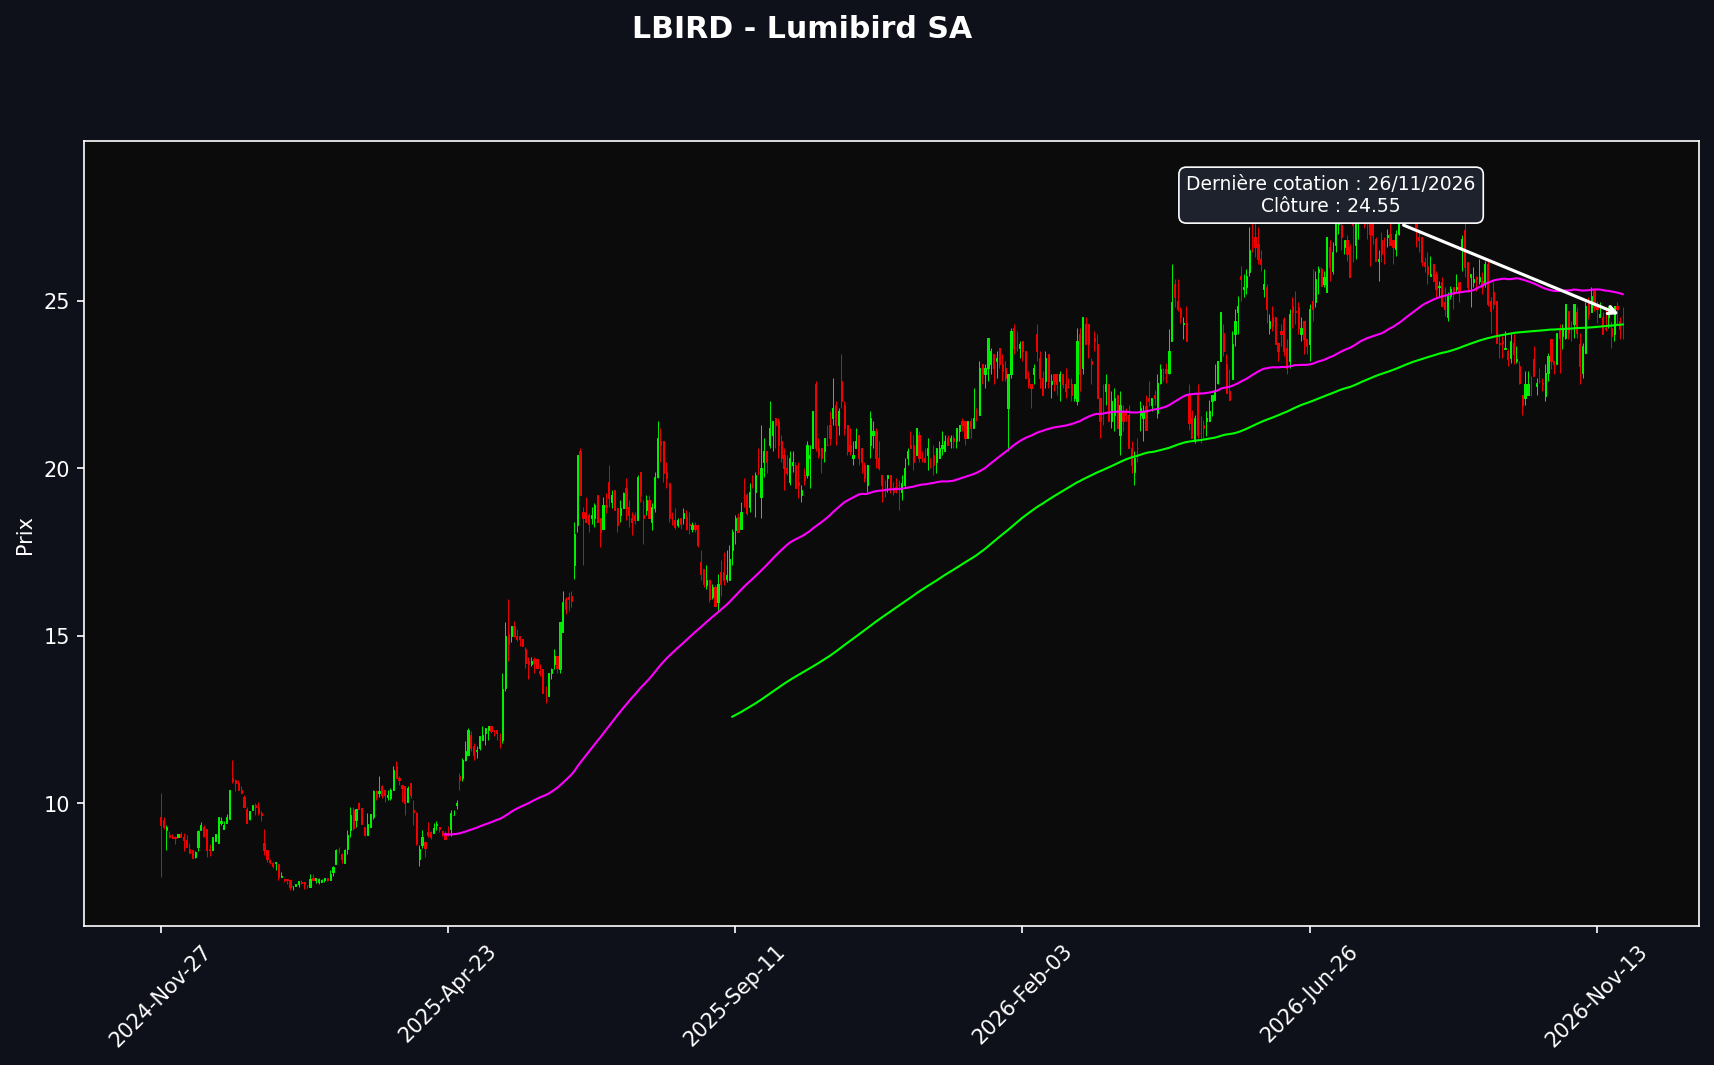 LBIRD - Lumibird SA
Dernière cotation : 26/11/2026
Clôture : 24.55
25
20
15
10
Prix
2024-Nov-27
2025-Apr-23
2025-Sep-11
2026-Feb-03
2026-Jun-26
2026-Nov-13